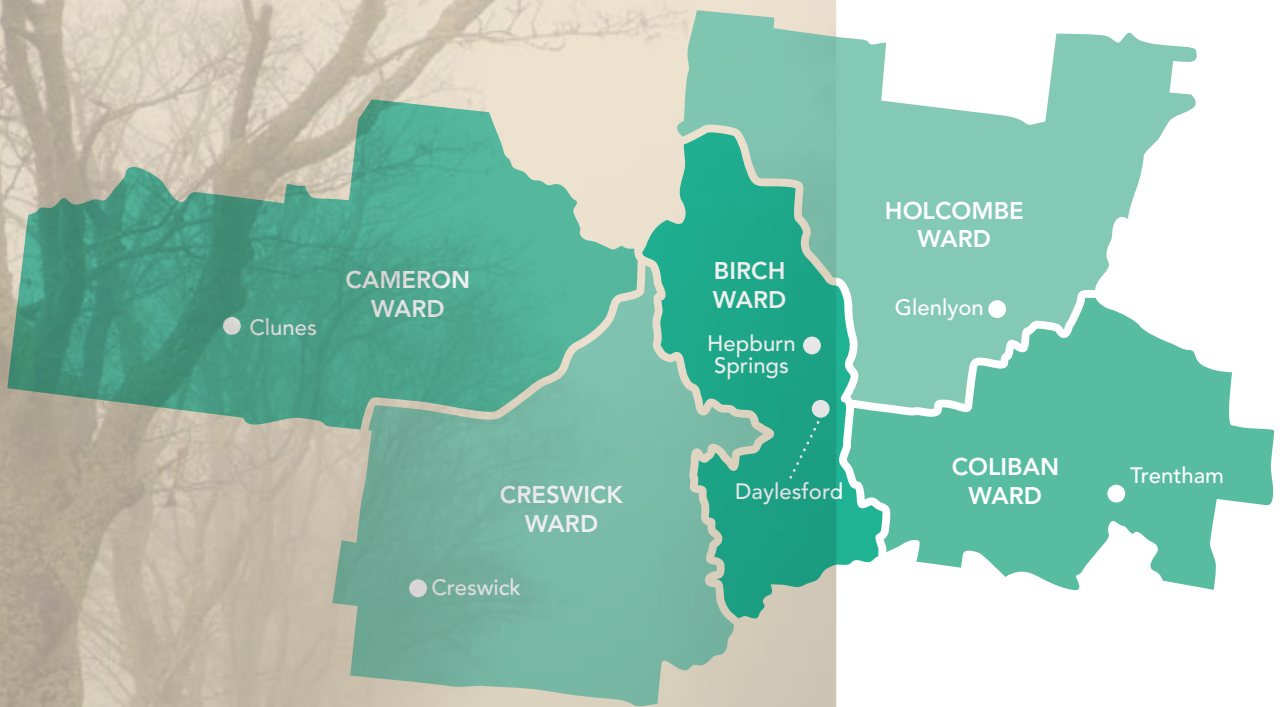 HOLCOMBE
WARD
Glenlyon
BIRCH
WARD
Hepburn
Springs
Daylesford
CAMERON
WARD
Clunes
CRESWICK
WARD
Creswick
COLIBAN
WARD
Trentham